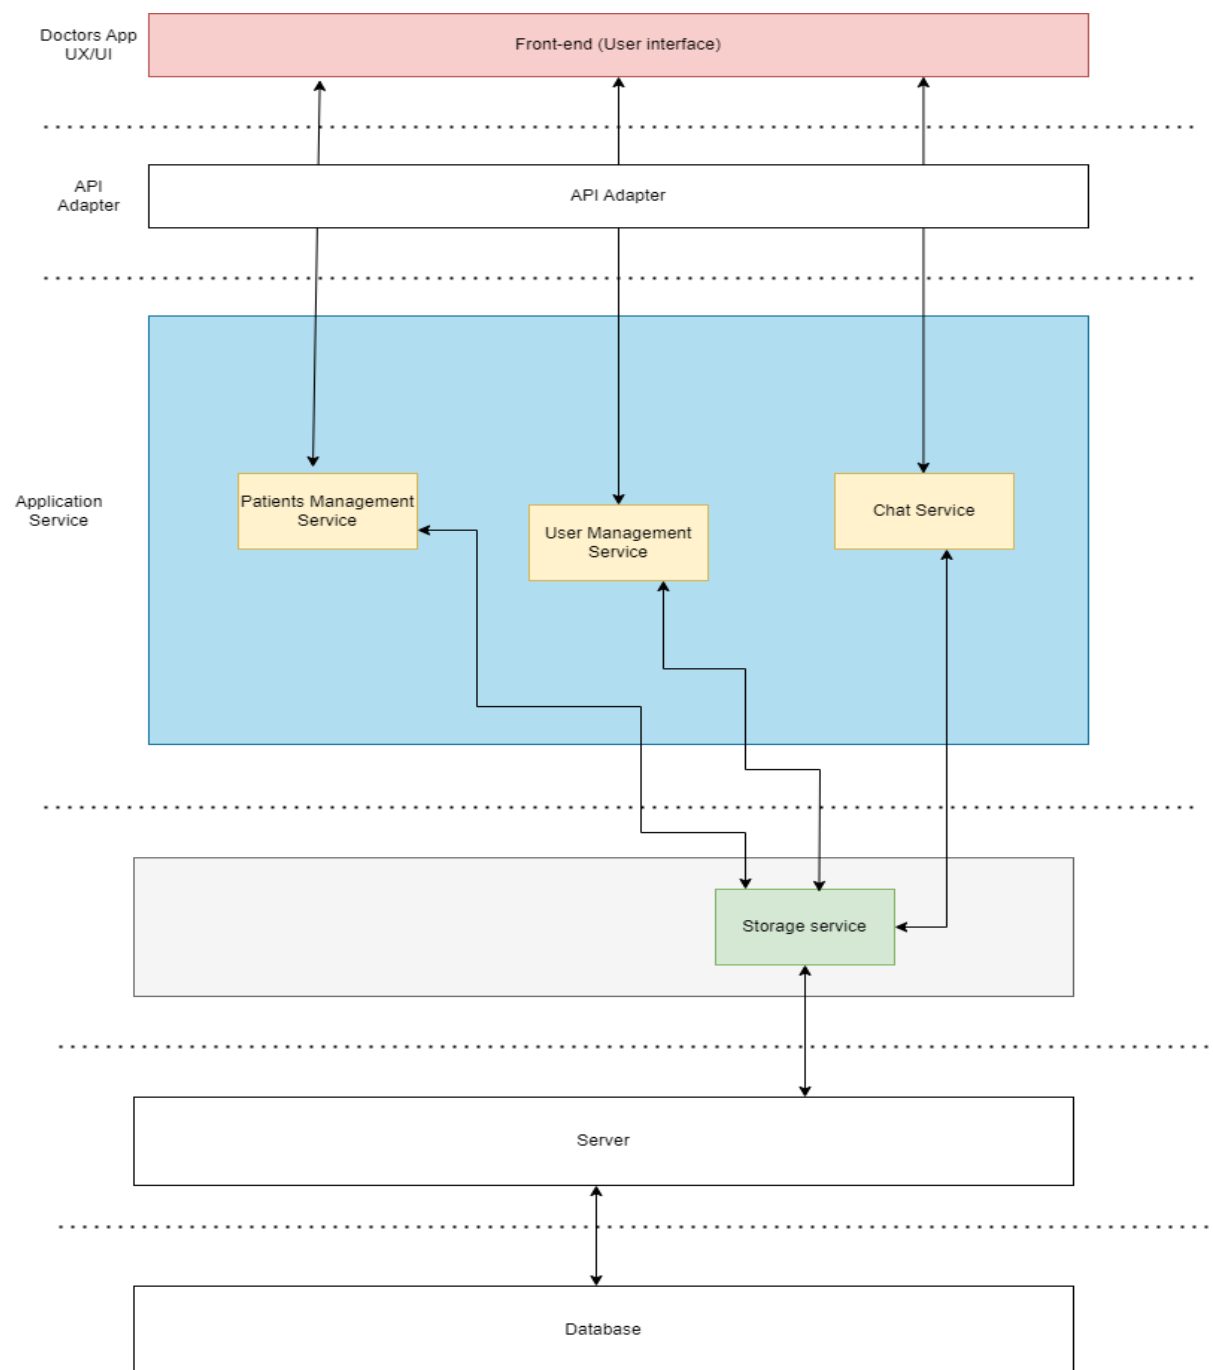 Doctors App
UX/UI
Front-end (User interface)
API
Adapter
API Adapter
Application
Service
Patients Management
Service
User Management
Service
Chat Service
Storage service
Server
Database